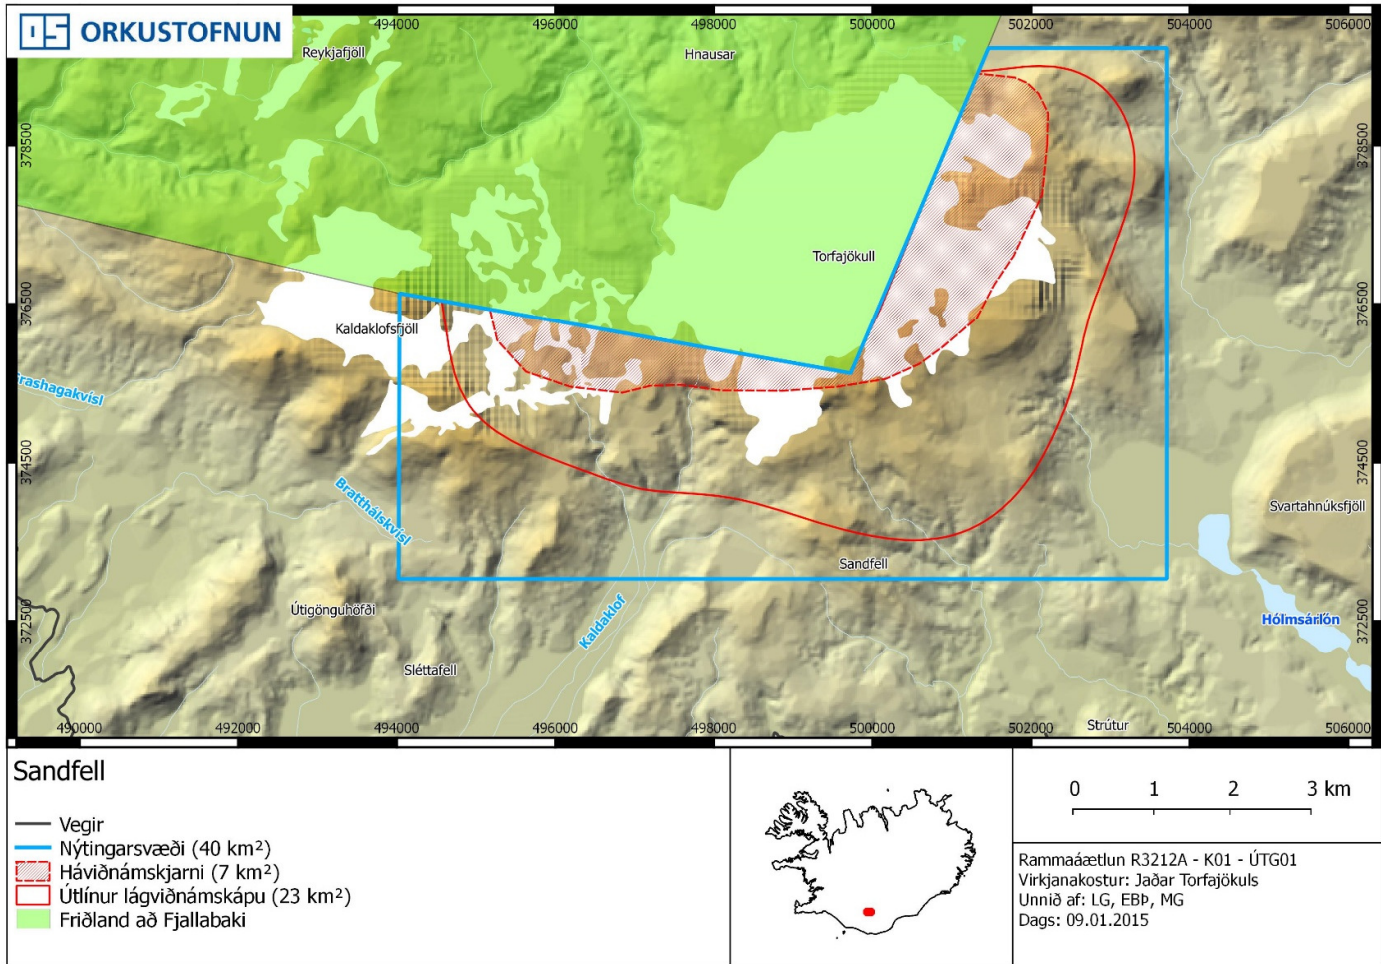 ORKUSTOFNUN
494000 496000 498000 500000 502000 504000 506000
Reykjafjöll
Hnausar
378500
378500
Torfajökull
376500
376500
Kaldaklofsfjöll
rashagakvísl
374500
374500
Bratthálskvísl
Svartahnúksfjöll
Sandfell
Útigönguhöfði
Kaldaklof
372500
372500
Hólmsárlón
Sléttafell
Strútur
490000 492000 494000 496000 498000 500000 502000 504000 506000
Sandfell
Vegir
Nýtingarsvæði (40 km²)
Háviðnámskjarni (7 km²)
Útlínur lágviðnámskápu (23 km²)
Friðland að Fjallabaki
0 1 2 3 km
Rammaáætlun R3212A - K01 - ÚTG01
Virkjanakostur: Jaðar Torfajökuls
Unnið af: LG, EBÞ, MG
Dags: 09.01.2015